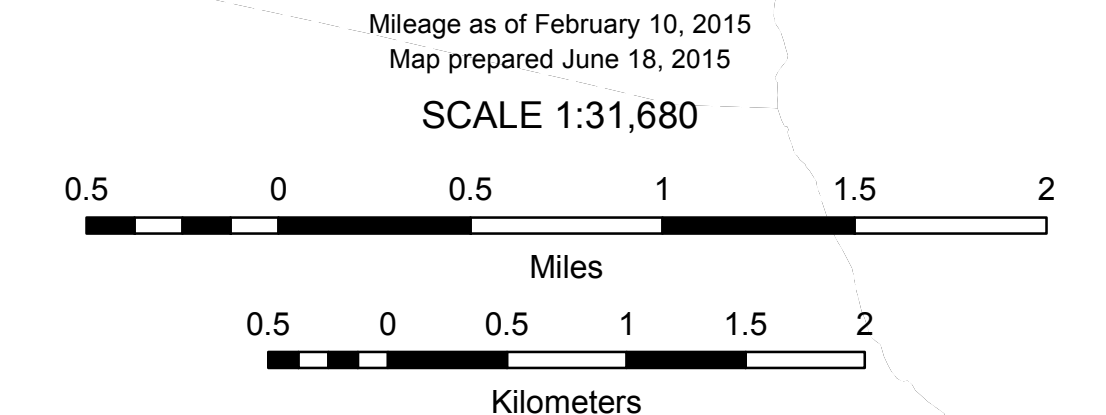 Mileage as of February 10, 2015
Map prepared June 18, 2015
SCALE 1:31,680
0.5 0 0.5 1 1.5 2
Miles
0.5 0 0.5 1 1.5 2
Kilometers